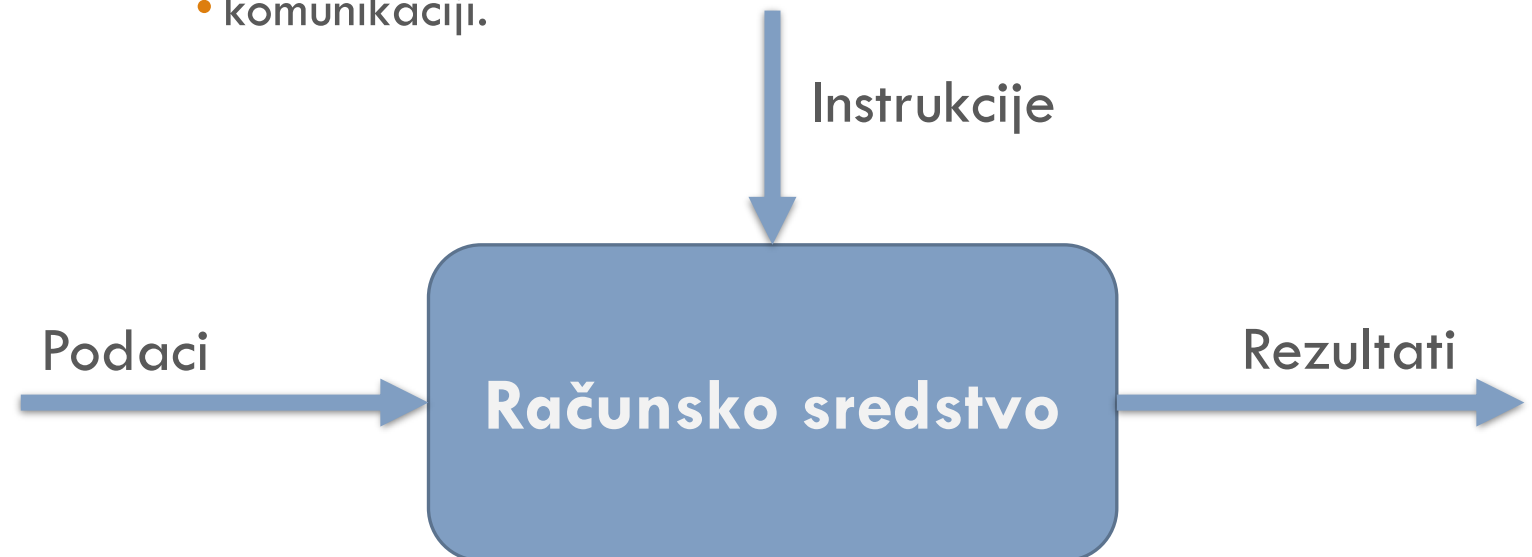 • komunikaciji.
Instrukcije
Podaci
Rezultati
Računsko sredstvo